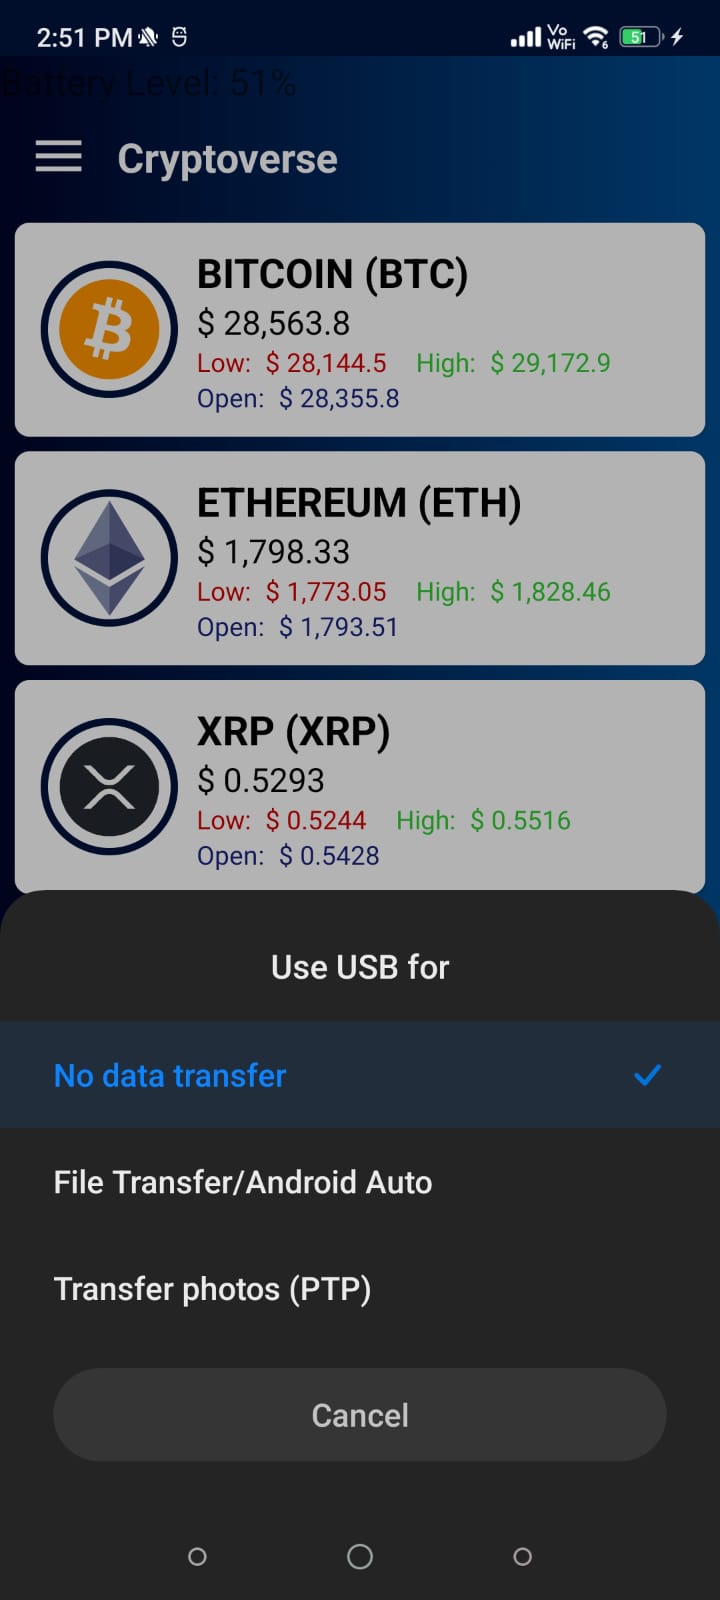 2:51 PM
Vo
WiFi 6 51
Battery Level: 51%
Cryptoverse
BITCOIN (BTC)
$ 28,563.8
Low: $ 28,144.5 High: $ 29,172.9
Open: $ 28,355.8
ETHEREUM (ETH)
$ 1,798.33
Low: $ 1,773.05 High: $ 1,828.46
Open: $ 1,793.51
XRP (XRP)
$ 0.5293
Low: $ 0.5244 High: $ 0.5516
Open: $ 0.5428
Use USB for
No data transfer
File Transfer/Android Auto
Transfer photos (PTP)
Cancel